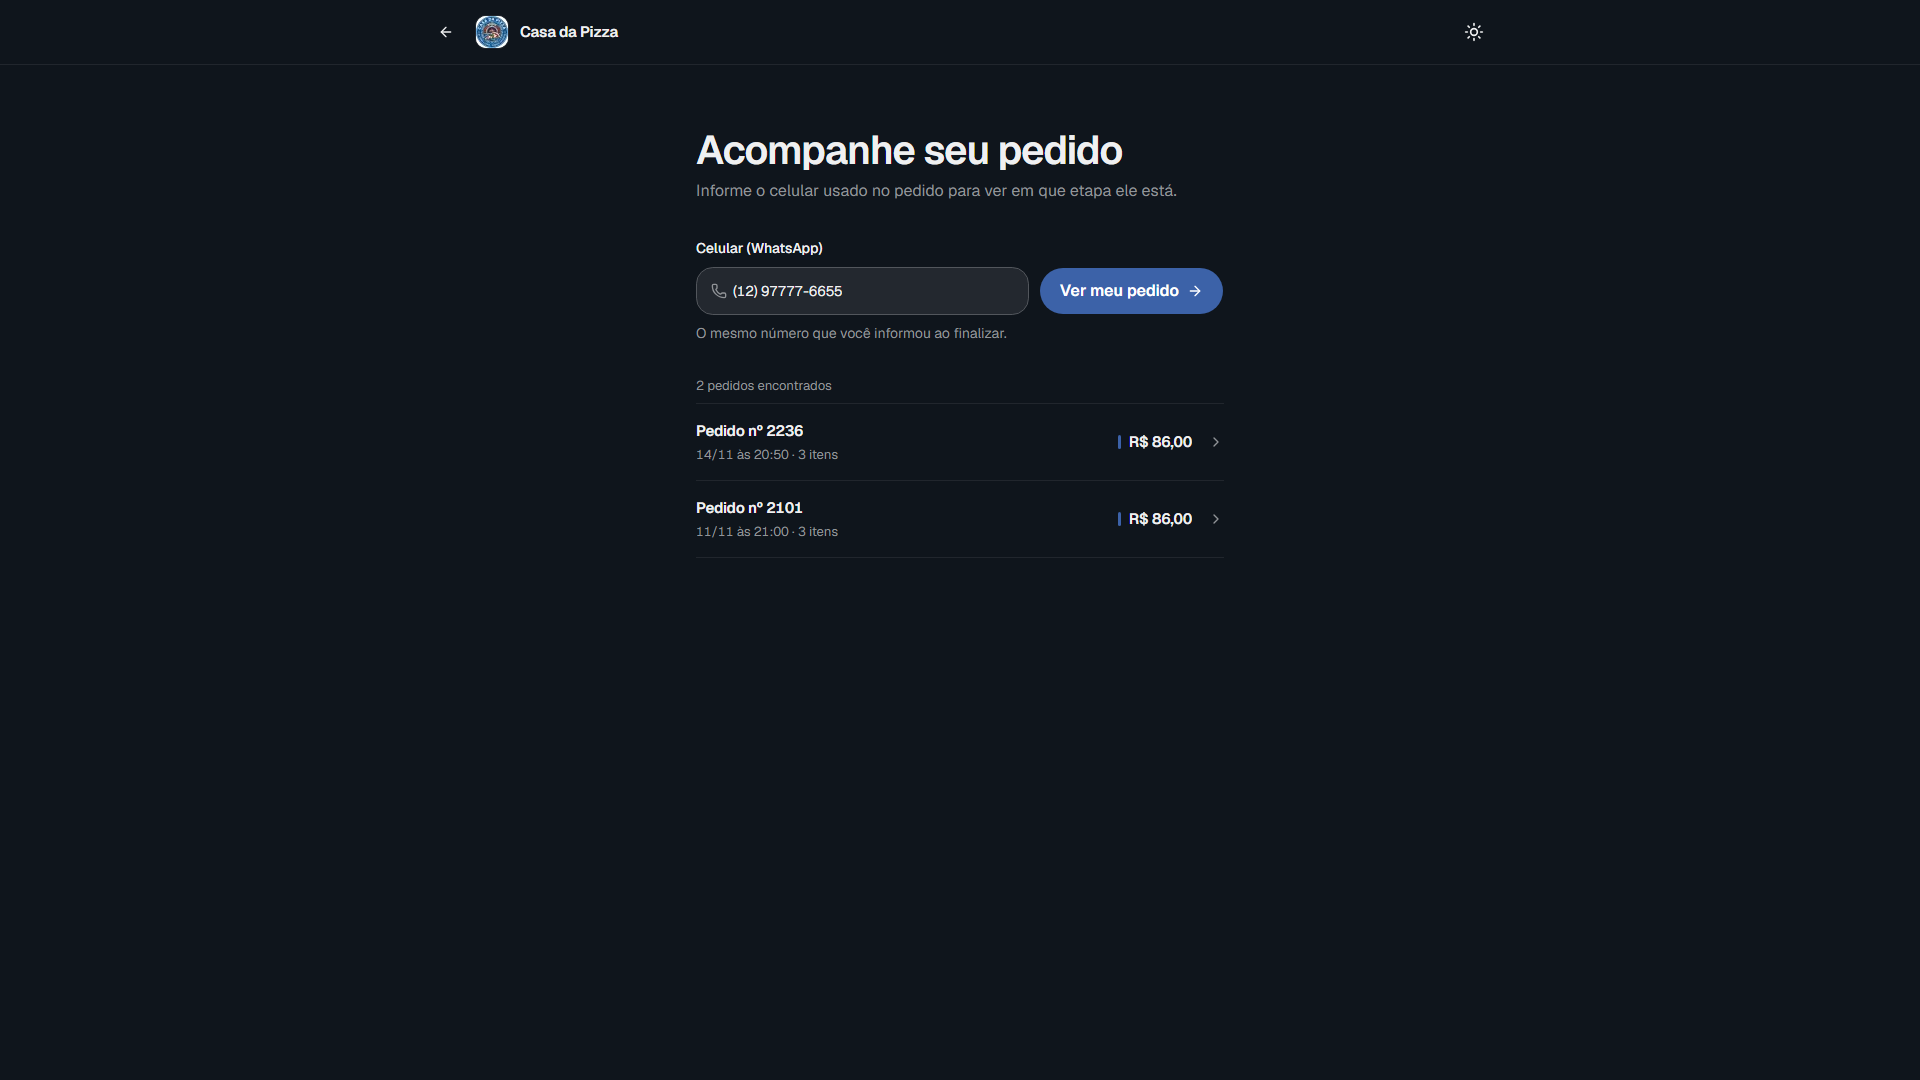 Casa da Pizza
Acompanhe seu pedido
Informe o celular usado no pedido para ver em que etapa ele está.
Celular (WhatsApp)
(12) 97777-6655
Ver meu pedido
O mesmo número que você informou ao finalizar.
2 pedidos encontrados
Pedido nº 2236
14/11 às 20:50 · 3 itens
R$ 86,00
Pedido nº 2101
11/11 às 21:00 · 3 itens
R$ 86,00